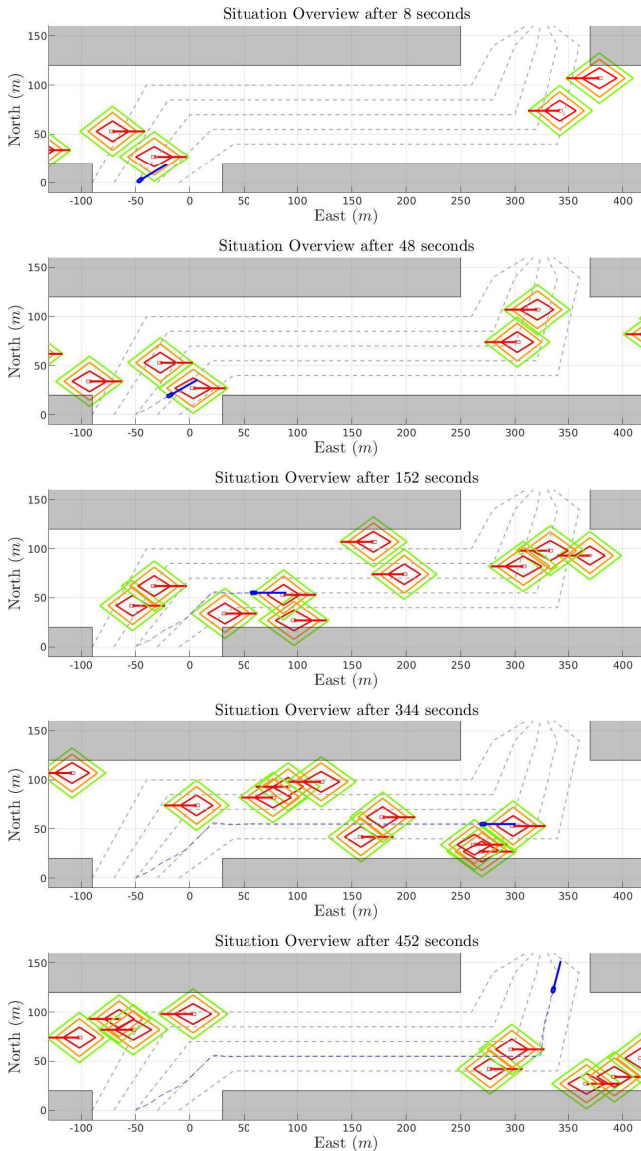 Situation Overview after 8 seconds
150
100
50
0
North (m)
-100 -50 0 50 100 150 200 250 300 350 400
East (m)
Situation Overview after 48 seconds
150
100
50
0
North (m)
-100 -50 0 50 100 150 200 250 300 350 400
East (m)
Situation Overview after 152 seconds
150
100
50
0
North (m)
-100 -50 0 50 100 150 200 250 300 350 400
East (m)
Situation Overview after 344 seconds
150
100
50
0
North (m)
-100 -50 0 50 100 150 200 250 300 350 400
East (m)
Situation Overview after 452 seconds
150
100
50
0
North (m)
-100 -50 0 50 100 150 200 250 300 350 400
East (m)